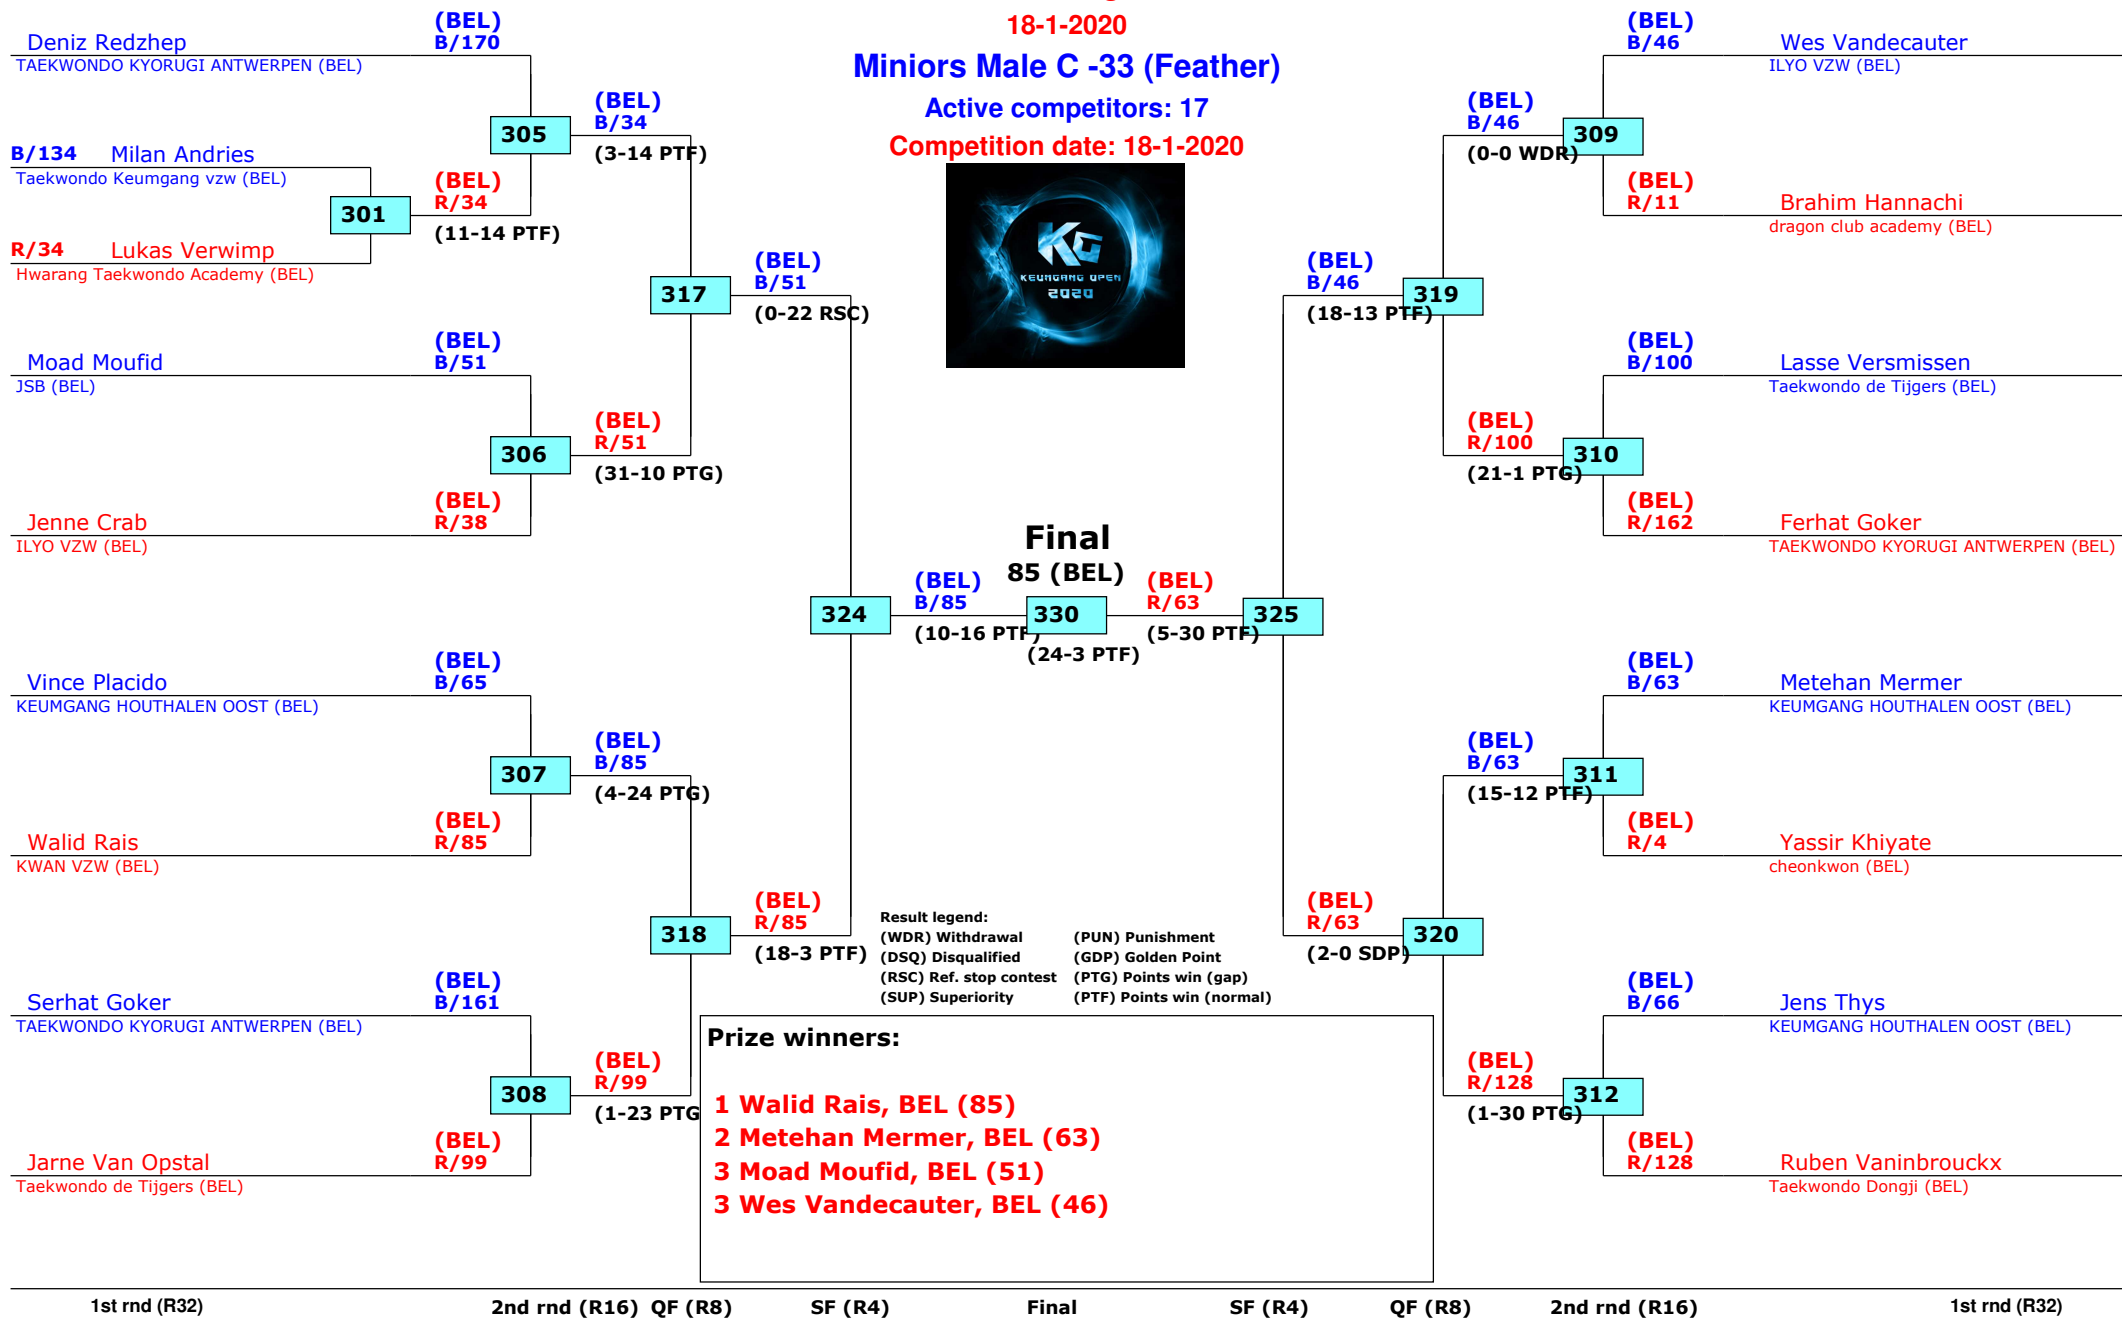 18-1-2020
Miniors Male C -33 (Feather)
Active competitors: 17
Competition date: 18-1-2020
KG
KEUMGANG OPEN
2020
(BEL)
Deniz Redzhep B/170
TAEKWONDO KYORUGI ANTWERPEN (BEL)
(BEL)
305 B/34
(3-14 PTF)
B/134 Milan Andries
Taekwondo Keumgang vzw (BEL)
(BEL)
301 R/34
(11-14 PTF)
R/34 Lukas Verwimp
Hwarang Taekwondo Academy (BEL)
(BEL)
317 B/51
(0-22 RSC)
(BEL)
Moad Moufid B/51
JSB (BEL)
(BEL)
306 R/51
(31-10 PTG)
(BEL)
Jenne Crab R/38
ILYO VZW (BEL)
(BEL)
324 B/85
(10-16 PTF)
(BEL)
Vince Placido B/65
KEUMGANG HOUTHALEN OOST (BEL)
(BEL)
307 B/85
(4-24 PTG)
(BEL)
Walid Rais R/85
KWAN VZW (BEL)
(BEL)
318 R/85
(18-3 PTF)
(BEL)
Serhat Goker B/161
TAEKWONDO KYORUGI ANTWERPEN (BEL)
(BEL)
308 R/99
(1-23 PTG
(BEL)
Jarne Van Opstal R/99
Taekwondo de Tijgers (BEL)
Final
85 (BEL)
330
(24-3 PTF)
(BEL)
B/46 Wes Vandecauter
ILYO VZW (BEL)
(BEL)
B/46 309
(0-0 WDR)
(BEL)
R/11 Brahim Hannachi
dragon club academy (BEL)
(BEL)
B/46 319
(18-13 PTF)
(BEL)
B/100 Lasse Versmissen
Taekwondo de Tijgers (BEL)
(BEL)
R/100 310
(21-1 PTG)
(BEL)
R/162 Ferhat Goker
TAEKWONDO KYORUGI ANTWERPEN (BEL)
(BEL)
R/63 325
(5-30 PTF)
(BEL)
B/63 Metehan Mermer
KEUMGANG HOUTHALEN OOST (BEL)
(BEL)
B/63 311
(15-12 PTF)
(BEL)
R/4 Yassir Khiyate
cheonkwon (BEL)
(BEL)
R/63 320
(2-0 SDP)
(BEL)
B/66 Jens Thys
KEUMGANG HOUTHALEN OOST (BEL)
(BEL)
R/128 312
(1-30 PTG)
(BEL)
R/128 Ruben Vaninbrouckx
Taekwondo Dongji (BEL)
Result legend:
(WDR) Withdrawal (PUN) Punishment
(DSQ) Disqualified (GDP) Golden Point
(RSC) Ref. stop contest (PTG) Points win (gap)
(SUP) Superiority (PTF) Points win (normal)
Prize winners:
1 Walid Rais, BEL (85)
2 Metehan Mermer, BEL (63)
3 Moad Moufid, BEL (51)
3 Wes Vandecauter, BEL (46)
1st rnd (R32) 2nd rnd (R16) QF (R8) SF (R4) Final SF (R4) QF (R8) 2nd rnd (R16) 1st rnd (R32)